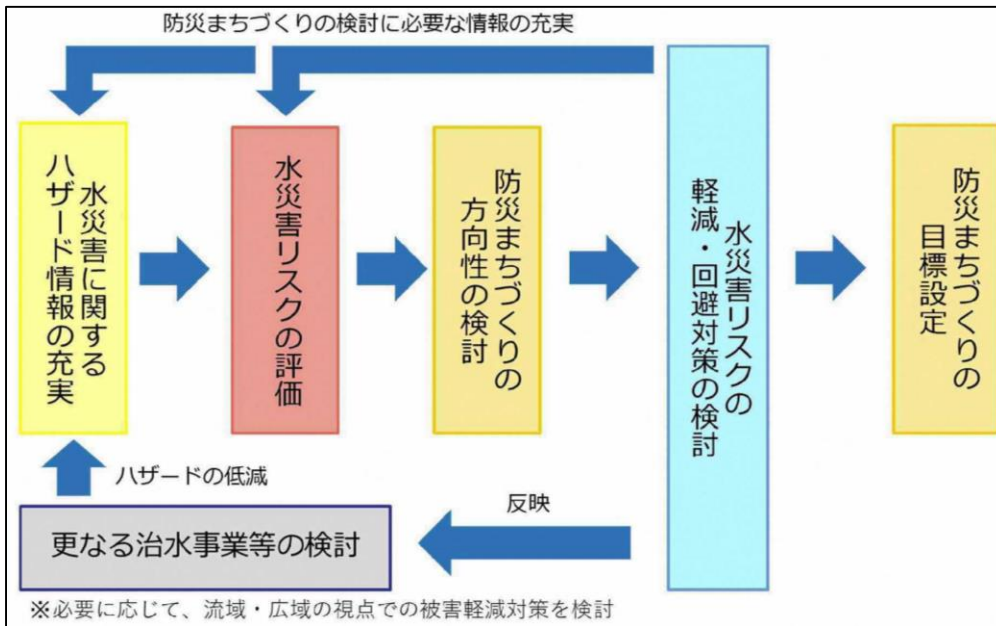 防災まちづくりの検討に必要な情報の充実
水災害に関する
ハザード情報の充実
水災害リスクの評価
防災まちづくりの
方向性の検討
水災害リスクの
軽減・回避対策の検討
防災まちづくりの
目標設定
ハザードの低減
反映
更なる治水事業等の検討
※必要に応じて、流域・広域の視点での被害軽減対策を検討